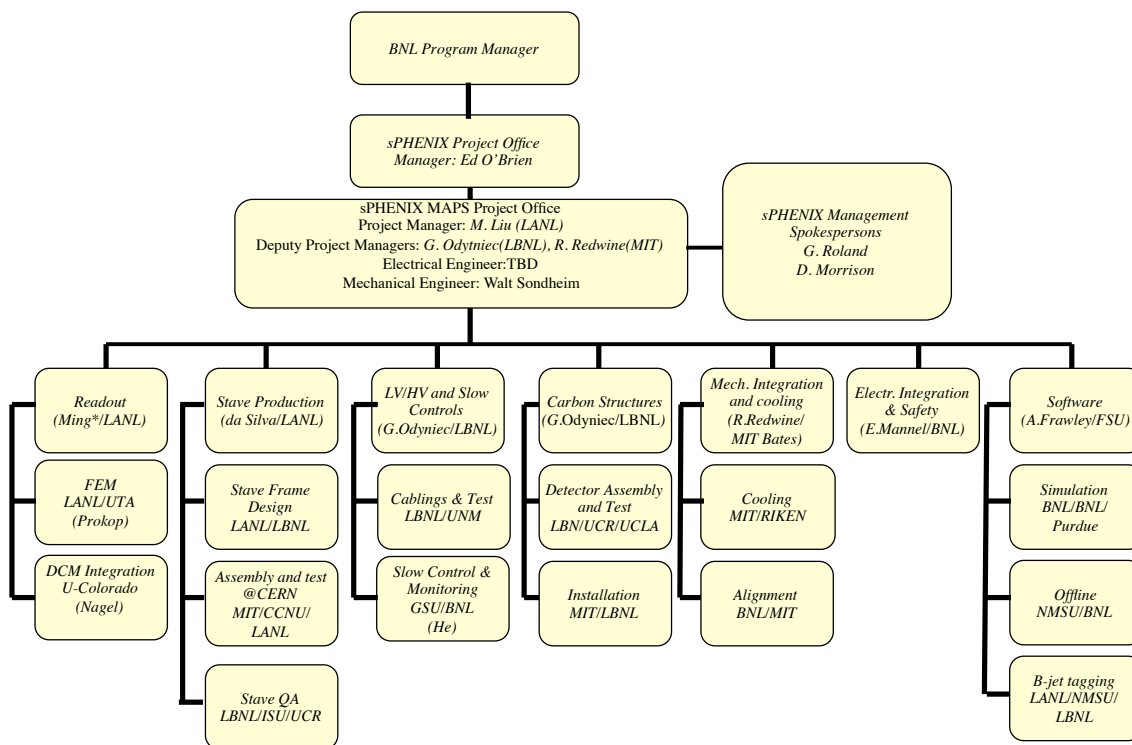 BNL Program Manager
sPHENIX Project Office
Manager: Ed O'Brien
sPHENIX MAPS Project Office
Project Manager: M. Liu (LANL)
Deputy Project Managers: G. Odytniec(LBNL), R. Redwine(MIT)
Electrical Engineer:TBD
Mechanical Engineer: Walt Sondheim
sPHENIX Management
Spokespersons
G. Roland
D. Morrison
Readout
(Ming*/LANL)
FEM
LANL/UTA
(Prokop)
DCM Integration
U-Colorado
(Nagel)
Stave Production
(da Silva/LANL)
Stave Frame
Design
LANL/LBNL
Assembly and test
@CERN
MIT/CCNU/
LANL
Stave QA
LBNL/ISU/UCR
LV/HV and Slow
Controls
(G.Odyniec/LBNL)
Cablings & Test
LBNL/UNM
Slow Control &
Monitoring
GSU/BNL
(He)
Carbon Structures
(G.Odyniec/LBNL)
Detector Assembly
and Test
LBN/UCR/UCLA
Installation
MIT/LBNL
Mech. Integration
and cooling
(R.Redwine/
MIT Bates)
Cooling
MIT/RIKEN
Alignment
BNL/MIT
Electr. Integration
& Safety
(E.Mannel/BNL)
Software
(A.Frawley/FSU)
Simulation
BNL/BNL/
Purdue
Offline
NMSU/BNL
B-jet tagging
LANL/NMSU/
LBNL